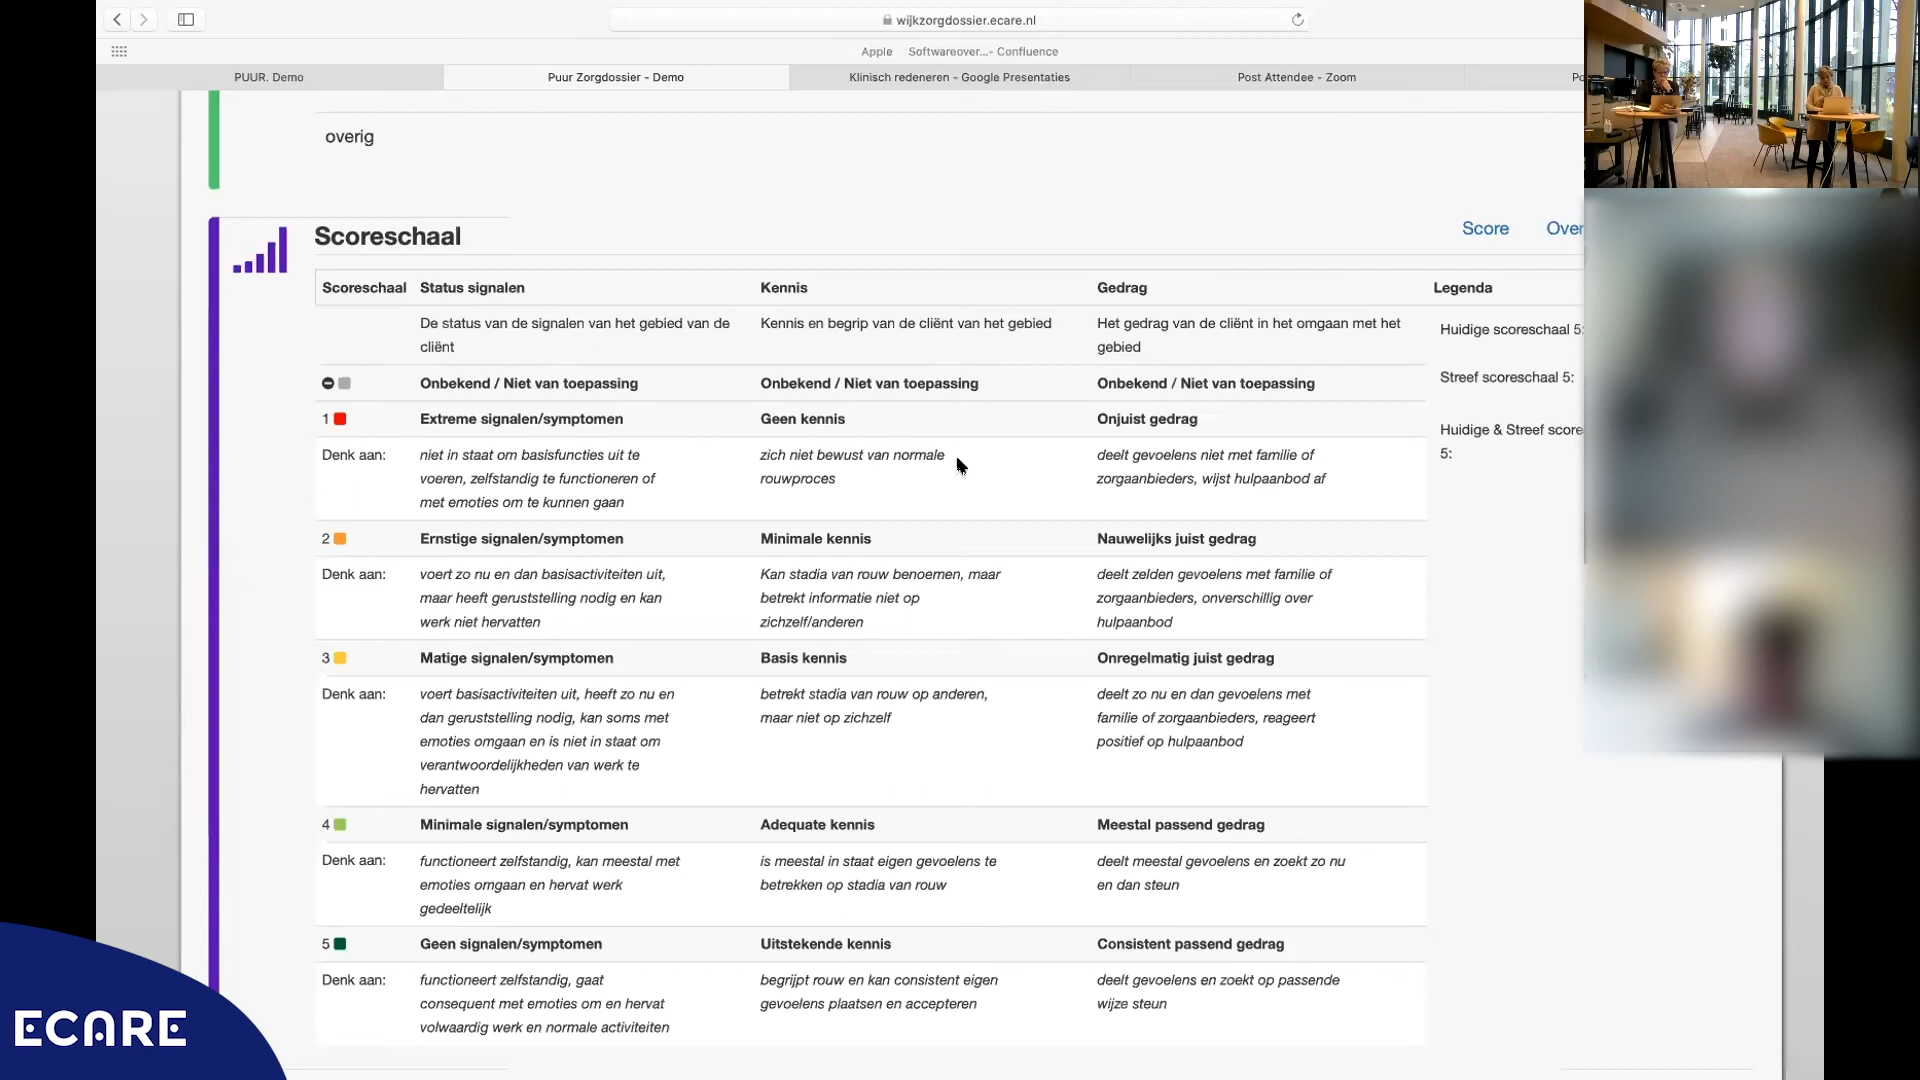 wijkzorgdossier.ecare.nl
Apple Softwareover...- Confluence
PUUR. Demo
Puur Zorgdossier - Demo
Klinisch redeneren - Google Presentaties
Post Attendee - Zoom
Po
overig
Scoreschaal
Score Over
Scoreschaal Status signalen Kennis Gedrag Legenda
De status van de signalen van het gebied van de
cliënt
Kennis en begrip van de cliënt van het gebied
Het gedrag van de cliënt in het omgaan met het
gebied
Huidige scoreschaal 5:
Streef scoreschaal 5:
Huidige & Streef score
5:
Onbekend / Niet van toepassing Onbekend / Niet van toepassing Onbekend / Niet van toepassing
1 Extreme signalen/symptomen Geen kennis Onjuist gedrag
Denk aan:
niet in staat om basisfuncties uit te
voeren, zelfstandig te functioneren of
met emoties om te kunnen gaan
zich niet bewust van normale
rouwproces
deelt gevoelens niet met familie of
zorgaanbieders, wijst hulpaanbod af
2 Ernstige signalen/symptomen Minimale kennis Nauwelijks juist gedrag
Denk aan:
voert zo nu en dan basisactiviteiten uit,
maar heeft geruststelling nodig en kan
werk niet hervatten
Kan stadia van rouw benoemen, maar
betrekt informatie niet op
zichzelf/anderen
deelt zelden gevoelens met familie of
zorgaanbieders, onverschillig over
hulpaanbod
3 Matige signalen/symptomen Basis kennis Onregelmatig juist gedrag
Denk aan:
voert basisactiviteiten uit, heeft zo nu en
dan geruststelling nodig, kan soms met
emoties omgaan en is niet in staat om
verantwoordelijkheden van werk te
hervatten
betrekt stadia van rouw op anderen,
maar niet op zichzelf
deelt zo nu en dan gevoelens met
familie of zorgaanbieders, reageert
positief op hulpaanbod
4 Minimale signalen/symptomen Adequate kennis Meestal passend gedrag
Denk aan:
functioneert zelfstandig, kan meestal met
emoties omgaan en hervat werk
gedeeltelijk
is meestal in staat eigen gevoelens te
betrekken op stadia van rouw
deelt meestal gevoelens en zoekt zo nu
en dan steun
5 Geen signalen/symptomen Uitstekende kennis Consistent passend gedrag
Denk aan:
functioneert zelfstandig, gaat
consequent met emoties om en hervat
volwaardig werk en normale activiteiten
begrijpt rouw en kan consistent eigen
gevoelens plaatsen en accepteren
deelt gevoelens en zoekt op passende
wijze steun
ECARE